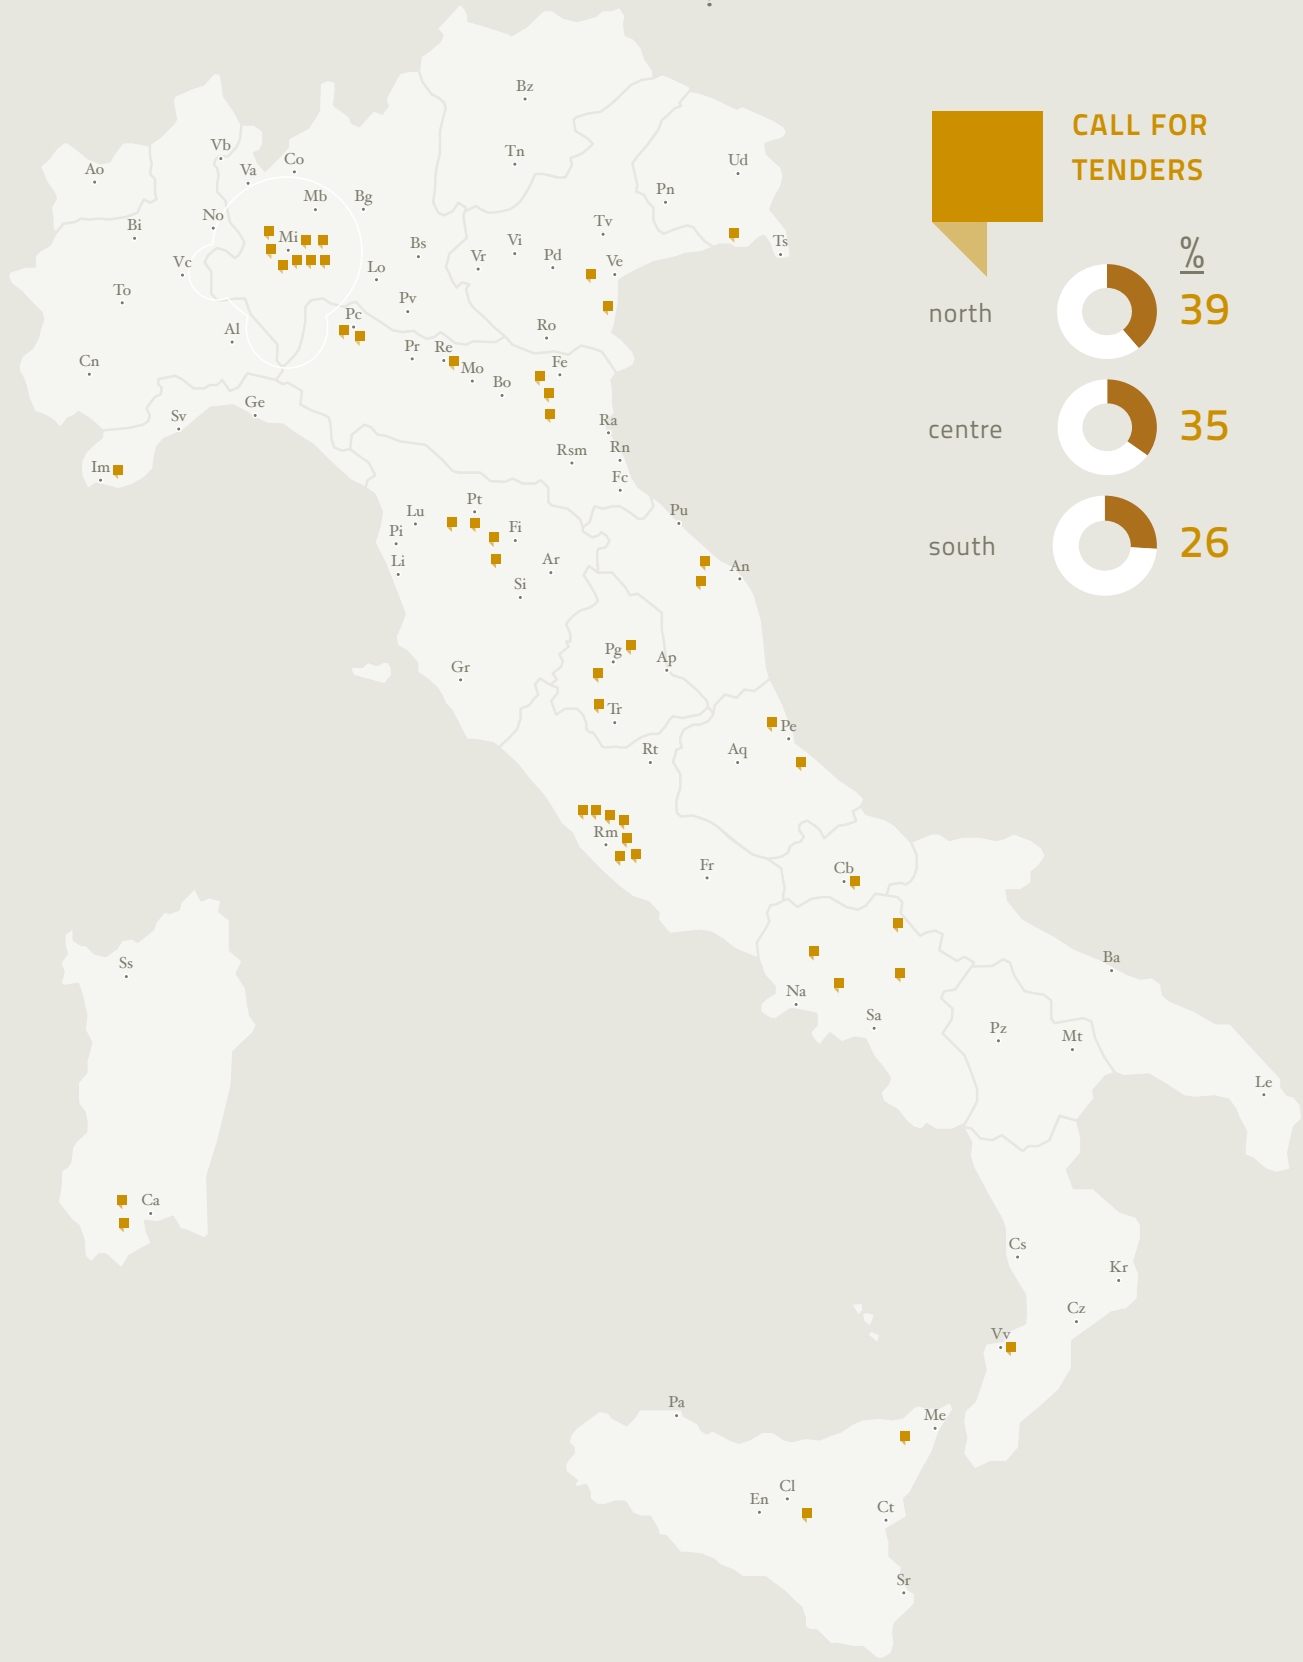 CALL FOR
TENDERS
%
north 39
centre 35
south 26
Bz
Vb
Co
Tn
Ud
Ao
Va
Mb
Bg
Pn
Bi
No
Mi
Bs
Vi
Tv
Ts
Vc
Lo
Vr
Pd
Ve
To
Pv
Al
Pc
Ro
Cn
Pr
Re
Mo
Bo
Fe
Sv
Ge
Ra
Im
Rsm
Rn
Fc
Lu
Pt
Fi
Pu
Pi
Li
Si
Ar
An
Gr
Pg
Ap
Tr
Pe
Rt
Aq
Rm
Fr
Cb
Ss
Ba
Na
Sa
Pz
Mt
Le
Ca
Cs
Kr
Cz
Vv
Pa
Me
Cl
En
Ct
Sr